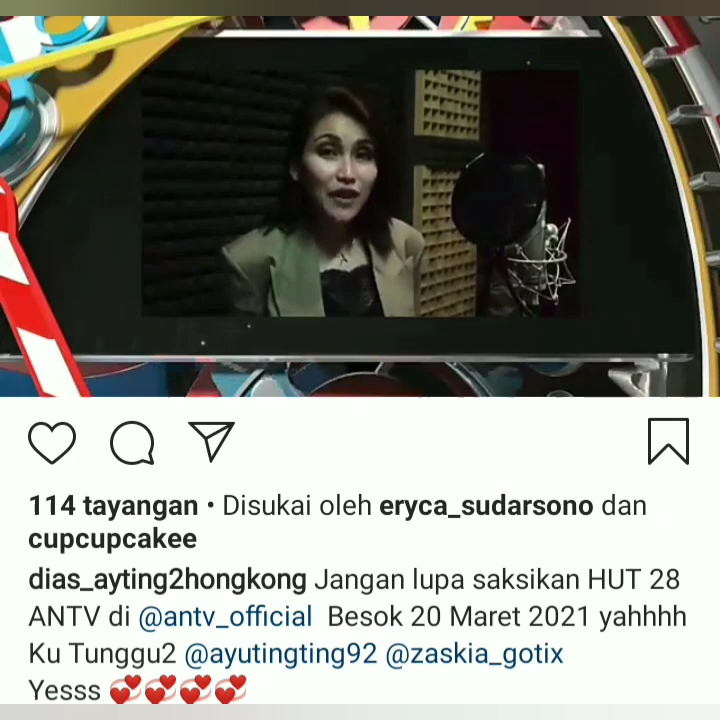 114 tayangan • Disukai oleh eryca_sudarsono dan
cupcupcakee
dias_ayting2hongkong Jangan lupa saksikan HUT 28
ANTV di @antv_official Besok 20 Maret 2021 yahhhh
Ku Tunggu2 @ayutingting92 @zaskia_gotix
Yesss 💞💞💞💞